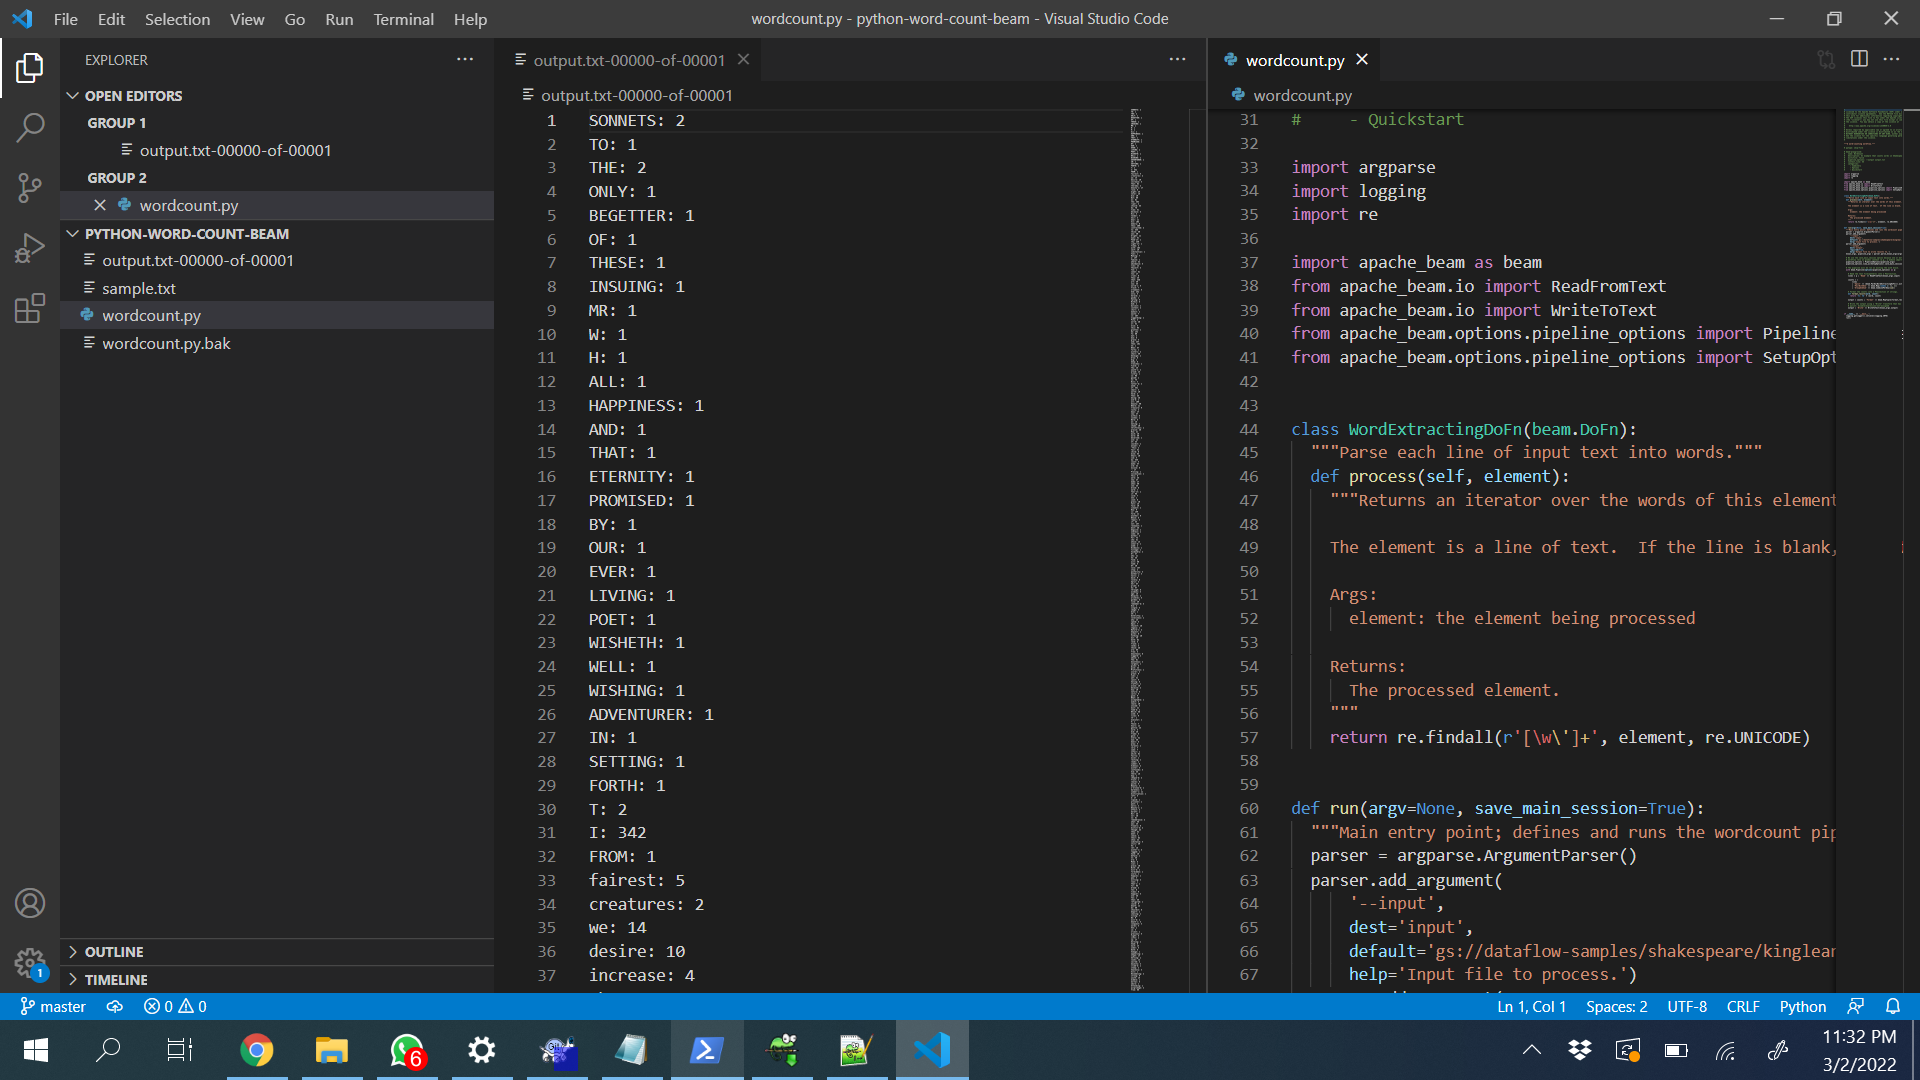 File Edit Selection View Go Run Terminal Help
wordcount.py - python-word-count-beam - Visual Studio Code
EXPLORER
OPEN EDITORS
GROUP 1
output.txt-00000-of-00001
GROUP 2
wordcount.py
PYTHON-WORD-COUNT-BEAM
output.txt-00000-of-00001
sample.txt
wordcount.py
wordcount.py.bak
OUTLINE
TIMELINE
output.txt-00000-of-00001
output.txt-00000-of-00001
1 SONNETS: 2
2 TO: 1
3 THE: 2
4 ONLY: 1
5 BEGETTER: 1
6 OF: 1
7 THESE: 1
8 INSUING: 1
9 MR: 1
10 W: 1
11 H: 1
12 ALL: 1
13 HAPPINESS: 1
14 AND: 1
15 THAT: 1
16 ETERNITY: 1
17 PROMISED: 1
18 BY: 1
19 OUR: 1
20 EVER: 1
21 LIVING: 1
22 POET: 1
23 WISHETH: 1
24 WELL: 1
25 WISHING: 1
26 ADVENTURER: 1
27 IN: 1
28 SETTING: 1
29 FORTH: 1
30 T: 2
31 I: 342
32 FROM: 1
33 fairest: 5
34 creatures: 2
35 we: 14
36 desire: 10
37 increase: 4
wordcount.py
wordcount.py
31 #     - Quickstart
32
33 import argparse
34 import logging
35 import re
36
37 import apache_beam as beam
38 from apache_beam.io import ReadFromText
39 from apache_beam.io import WriteToText
40 from apache_beam.options.pipeline_options import Pipeline
41 from apache_beam.options.pipeline_options import SetupOpt
42
43
44 class WordExtractingDoFn(beam.DoFn):
45   """Parse each line of input text into words."""
46   def process(self, element):
47     """Returns an iterator over the words of this element
48
49     The element is a line of text.  If the line is blank,
50
51     Args:
52       element: the element being processed
53
54     Returns:
55       The processed element.
56     """
57     return re.findall(r'[\w\']+', element, re.UNICODE)
58
59
60 def run(argv=None, save_main_session=True):
61   """Main entry point; defines and runs the wordcount pip
62   parser = argparse.ArgumentParser()
63   parser.add_argument(
64       '--input',
65       dest='input',
66       default='gs://dataflow-samples/shakespeare/kinglear
67       help='Input file to process.')
master 0 0
Ln 1, Col 1 Spaces: 2 UTF-8 CRLF Python
1
6
11:32 PM
3/2/2022